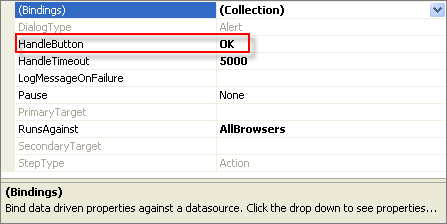 (Bindings) (Collection)
DialogType Alert
HandleButton OK
HandleTimeout 5000
LogMessageOnFailure
Pause None
PrimaryTarget
RunsAgainst AllBrowsers
SecondaryTarget
StepType Action
(Bindings)
Bind data driven properties against a datasource. Click the drop down to see properties...